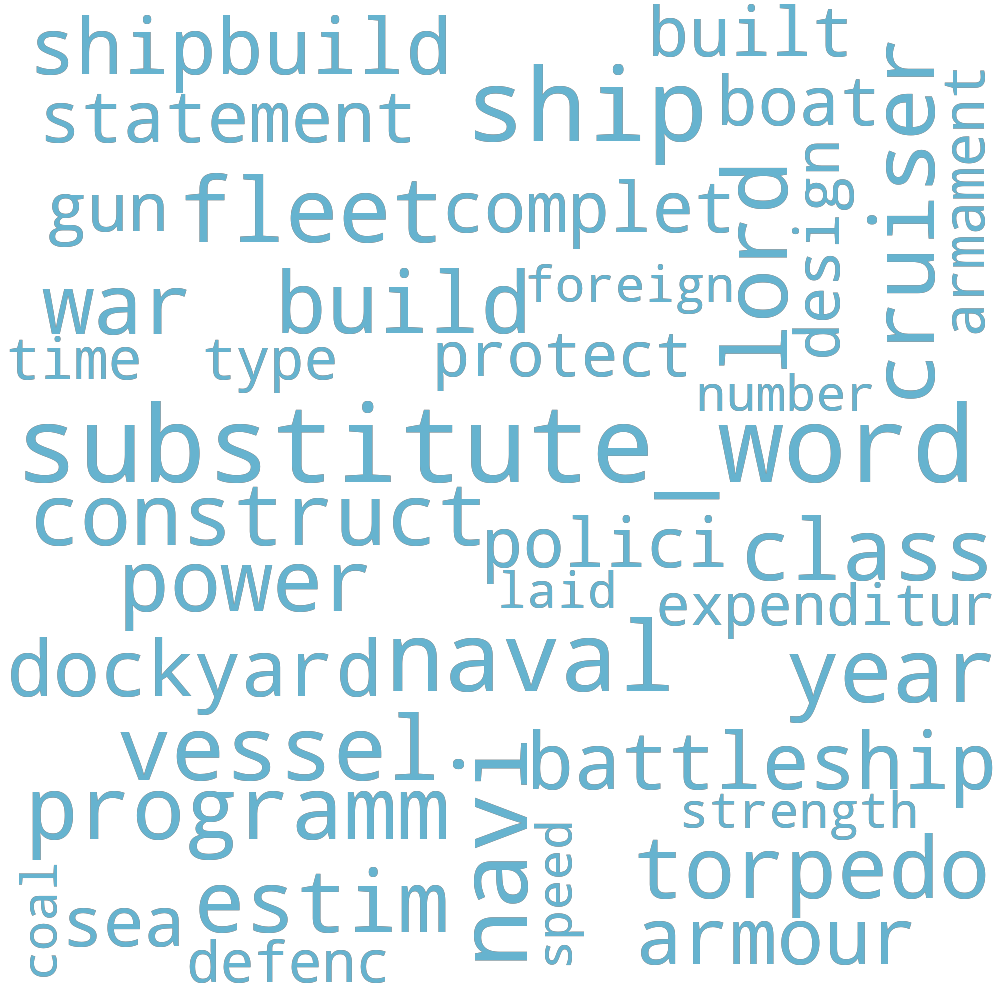 shipbuild
built
statement
ship
boat
cruiser
armament
gun
fleet
complet
lord
design
war
build
foreign
time
type
protect
number
substitute_word
construct
polici
class
power
laid
expenditur
dockyard
naval
year
vessel
navi
battleship
programm
strength
speed
torpedo
coal
sea
estim
armour
defenc